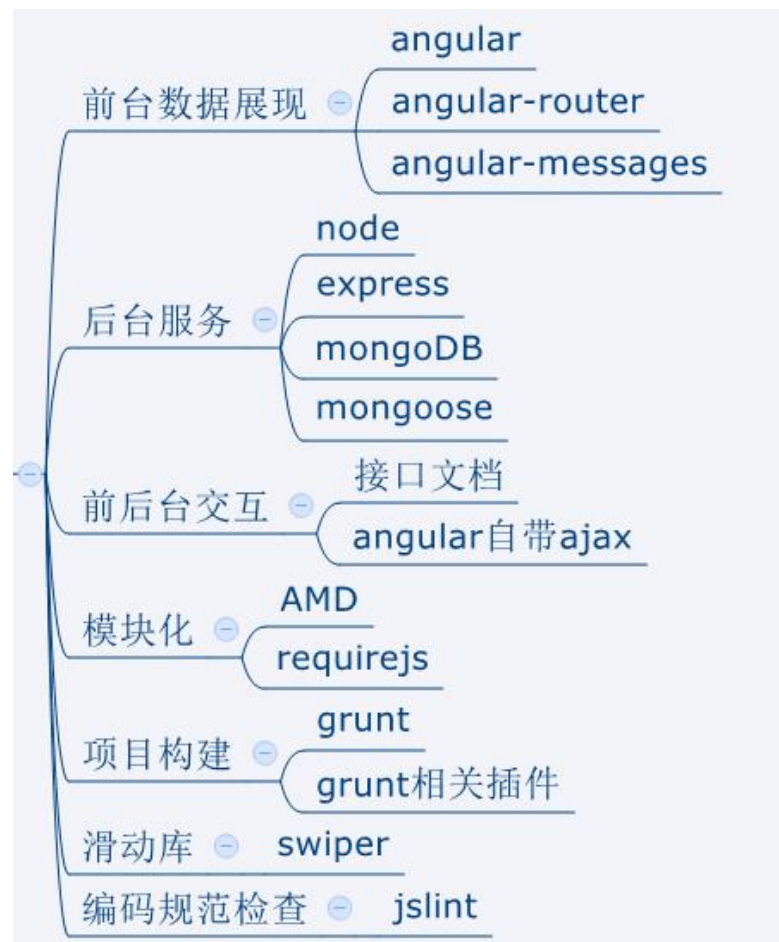 前台数据展现
angular
angular-router
angular-messages
后台服务
node
express
mongoDB
mongoose
前后台交互
接口文档
angular自带ajax
模块化
AMD
requirejs
项目构建
grunt
grunt相关插件
滑动库
swiper
编码规范检查
jslint